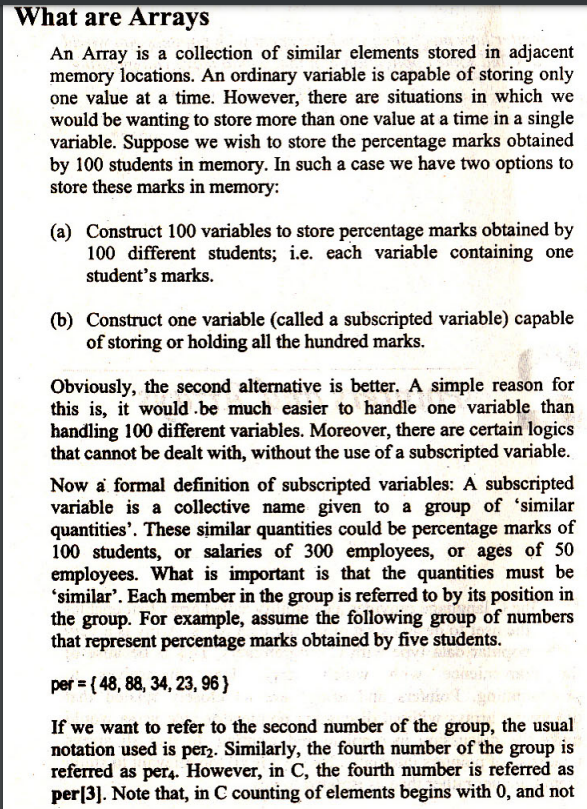 What are Arrays
An Array is a collection of similar elements stored in adjacent
memory locations. An ordinary variable is capable of storing only
one value at a time. However, there are situations in which we
would be wanting to store more than one value at a time in a single
variable. Suppose we wish to store the percentage marks obtained
by 100 students in memory. In such a case we have two options to
store these marks in memory:
(a) Construct 100 variables to store percentage marks obtained by
100 different students; i.e. each variable containing one
student's marks.
(b) Construct one variable (called a subscripted variable) capable
of storing or holding all the hundred marks.
Obviously, the second alternative is better. A simple reason for
this is, it would be much easier to handle one variable than
handling 100 different variables. Moreover, there are certain logics
that cannot be dealt with, without the use of a subscripted variable.
Now a formal definition of subscripted variables: A subscripted
variable is a collective name given to a group of 'similar
quantities'. These similar quantities could be percentage marks of
100 students, or salaries of 300 employees, or ages of 50
employees. What is important is that the quantities must be
'similar'. Each member in the group is referred to by its position in
the group. For example, assume the following group of numbers
that represent percentage marks obtained by five students.
per = { 48, 88, 34, 23, 96 }
If we want to refer to the second number of the group, the usual
notation used is per₂. Similarly, the fourth number of the group is
referred as per₄. However, in C, the fourth number is referred as
per[3]. Note that, in C counting of elements begins with 0, and not